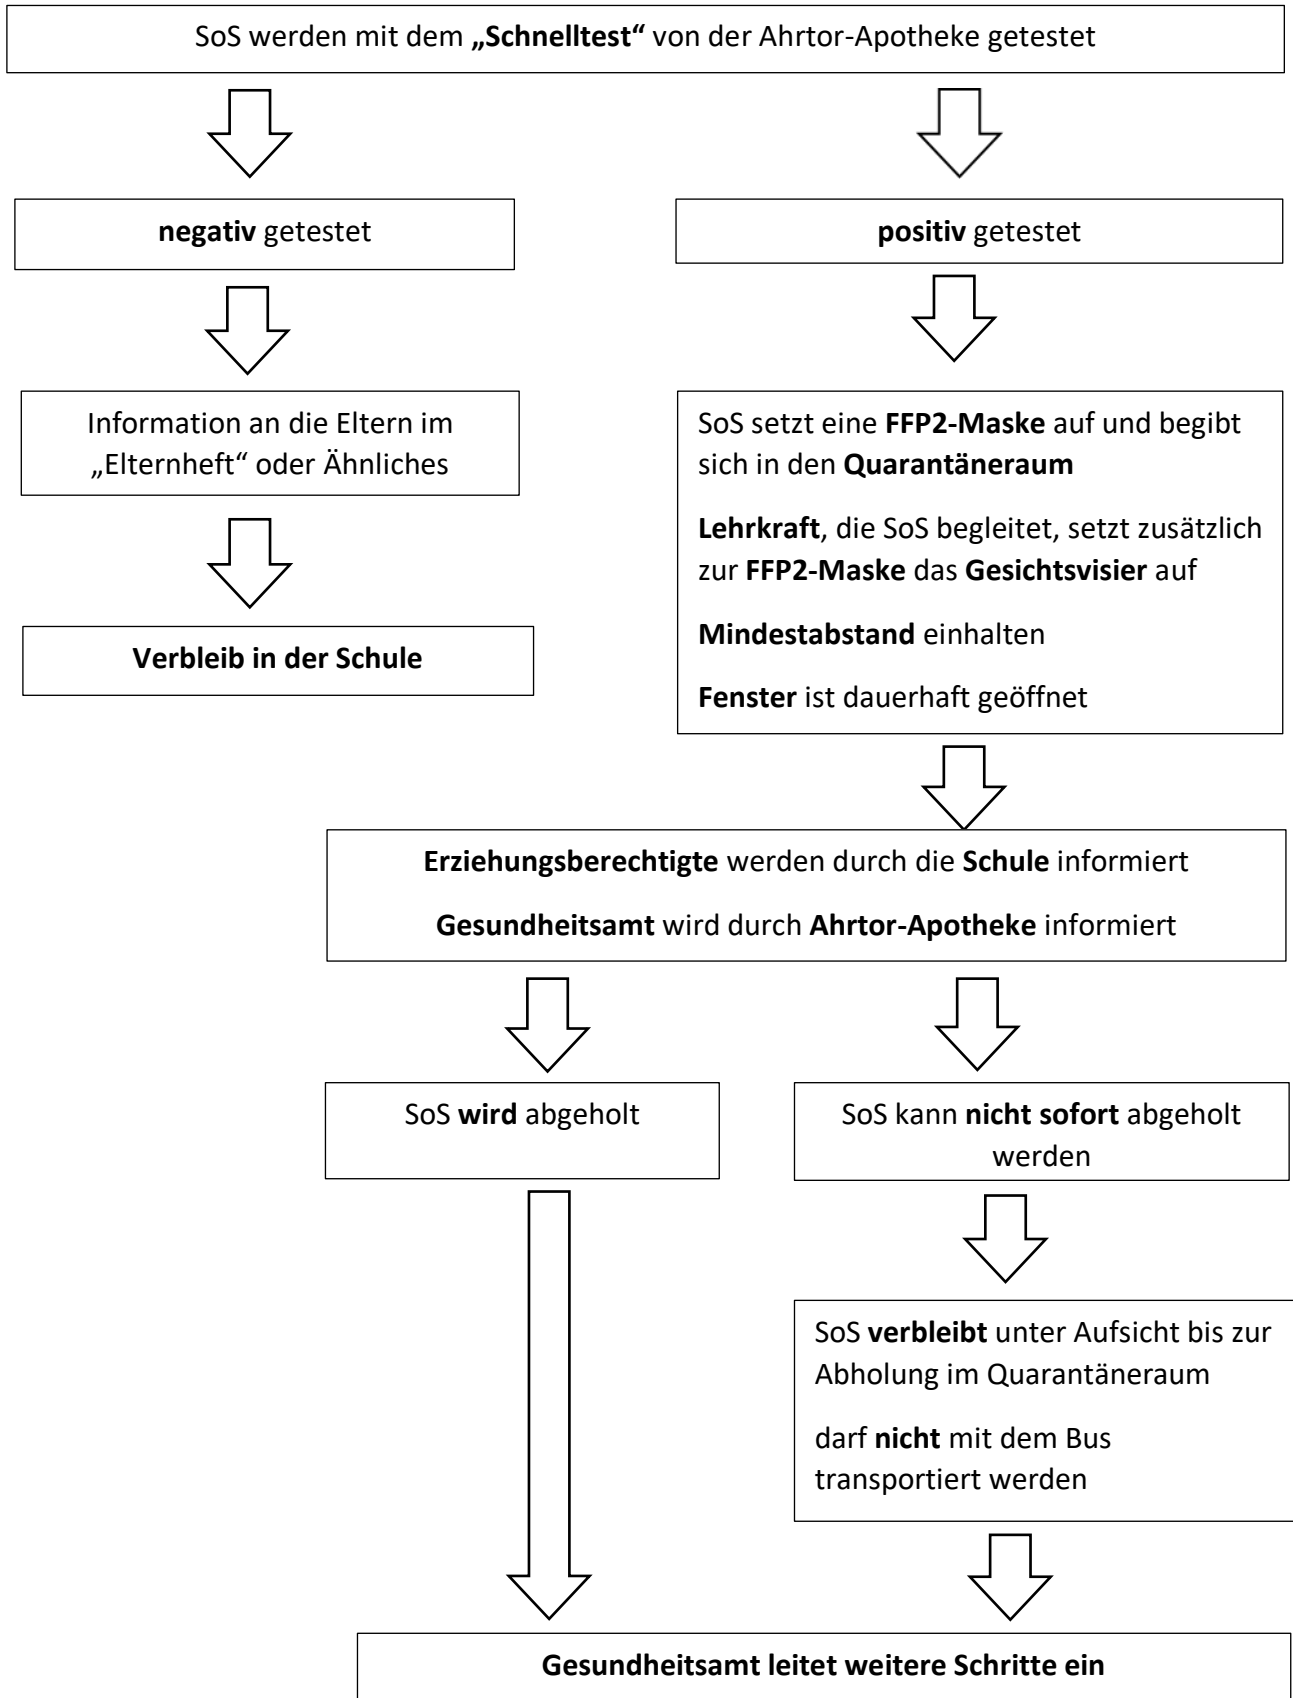 SoS werden mit dem „Schnelltest“ von der Ahrtor-Apotheke getestet
negativ getestet
positiv getestet
Information an die Eltern im
„Elternheft“ oder Ähnliches
Verbleib in der Schule
SoS setzt eine FFP2-Maske auf und begibt
sich in den Quarantäneraum
Lehrkraft, die SoS begleitet, setzt zusätzlich
zur FFP2-Maske das Gesichtsvisier auf
Mindestabstand einhalten
Fenster ist dauerhaft geöffnet
Erziehungsberechtigte werden durch die Schule informiert
Gesundheitsamt wird durch Ahrtor-Apotheke informiert
SoS wird abgeholt
SoS kann nicht sofort abgeholt
werden
SoS verbleibt unter Aufsicht bis zur
Abholung im Quarantäneraum
darf nicht mit dem Bus
transportiert werden
Gesundheitsamt leitet weitere Schritte ein